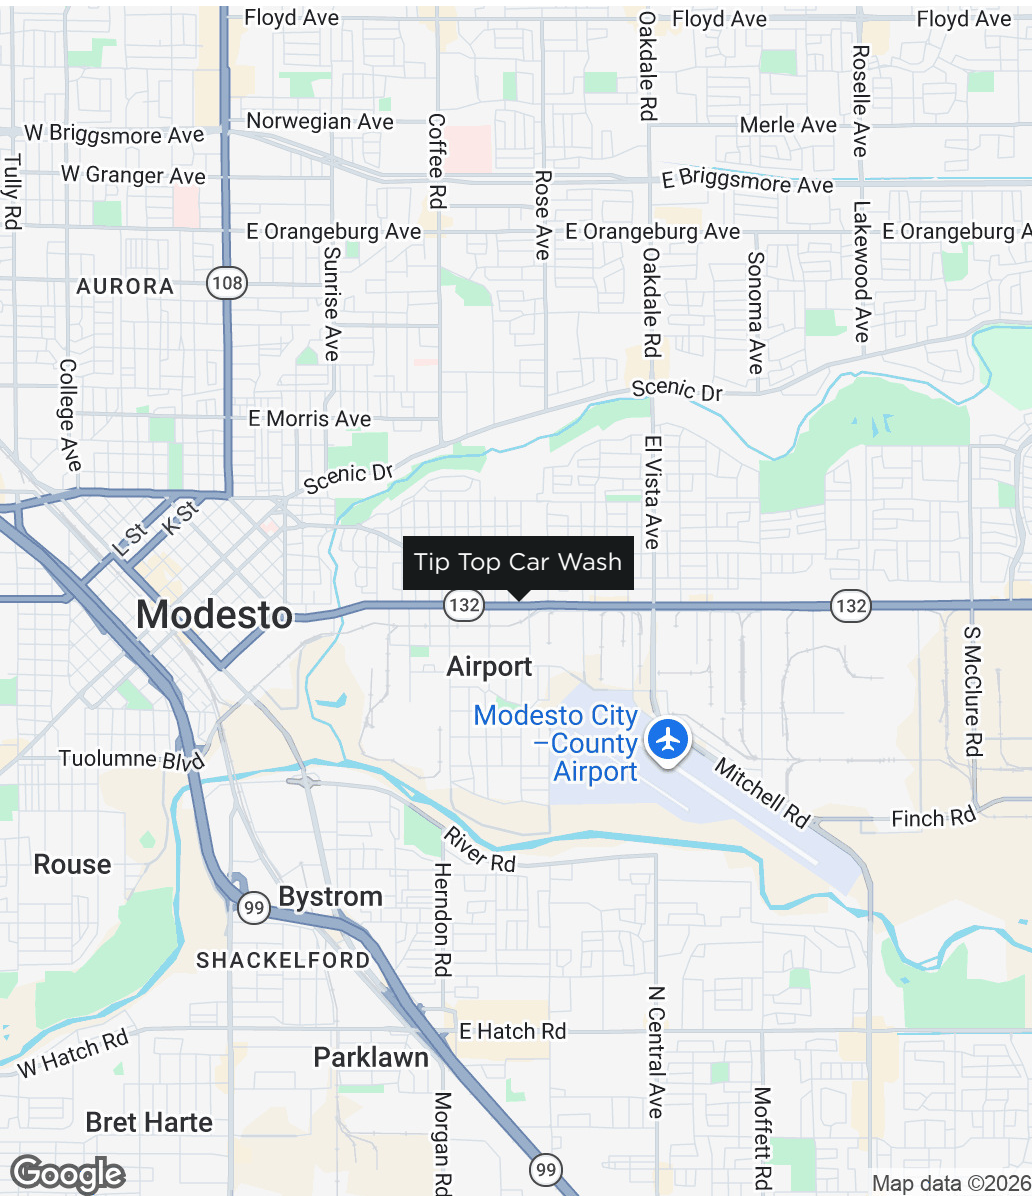 Floyd Ave
Floyd Ave
Floyd Ave
Oakdale Rd
Roselle Ave
Norwegian Ave
Coffee Rd
Merle Ave
W Briggsmore Ave
Tully Rd
W Granger Ave
Rose Ave
E Briggsmore Ave
E Orangeburg Ave
E Orangeburg Ave
Lakewood Ave
E Orangeburg A
AURORA
108
Sunrise Ave
Oakdale Rd
Sonoma Ave
College Ave
Scenic Dr
E Morris Ave
El Vista Ave
Scenic Dr
L St
K St
Tip Top Car Wash
132
132
Modesto
S McClure Rd
Airport
Modesto City
–County
Airport
Tuolumne Blvd
Mitchell Rd
Finch Rd
River Rd
Rouse
Herndon Rd
Bystrom
99
SHACKELFORD
N Central Ave
E Hatch Rd
W Hatch Rd
Parklawn
Moffett Rd
Morgan Rd
Bret Harte
99
Google
Map data ©2026